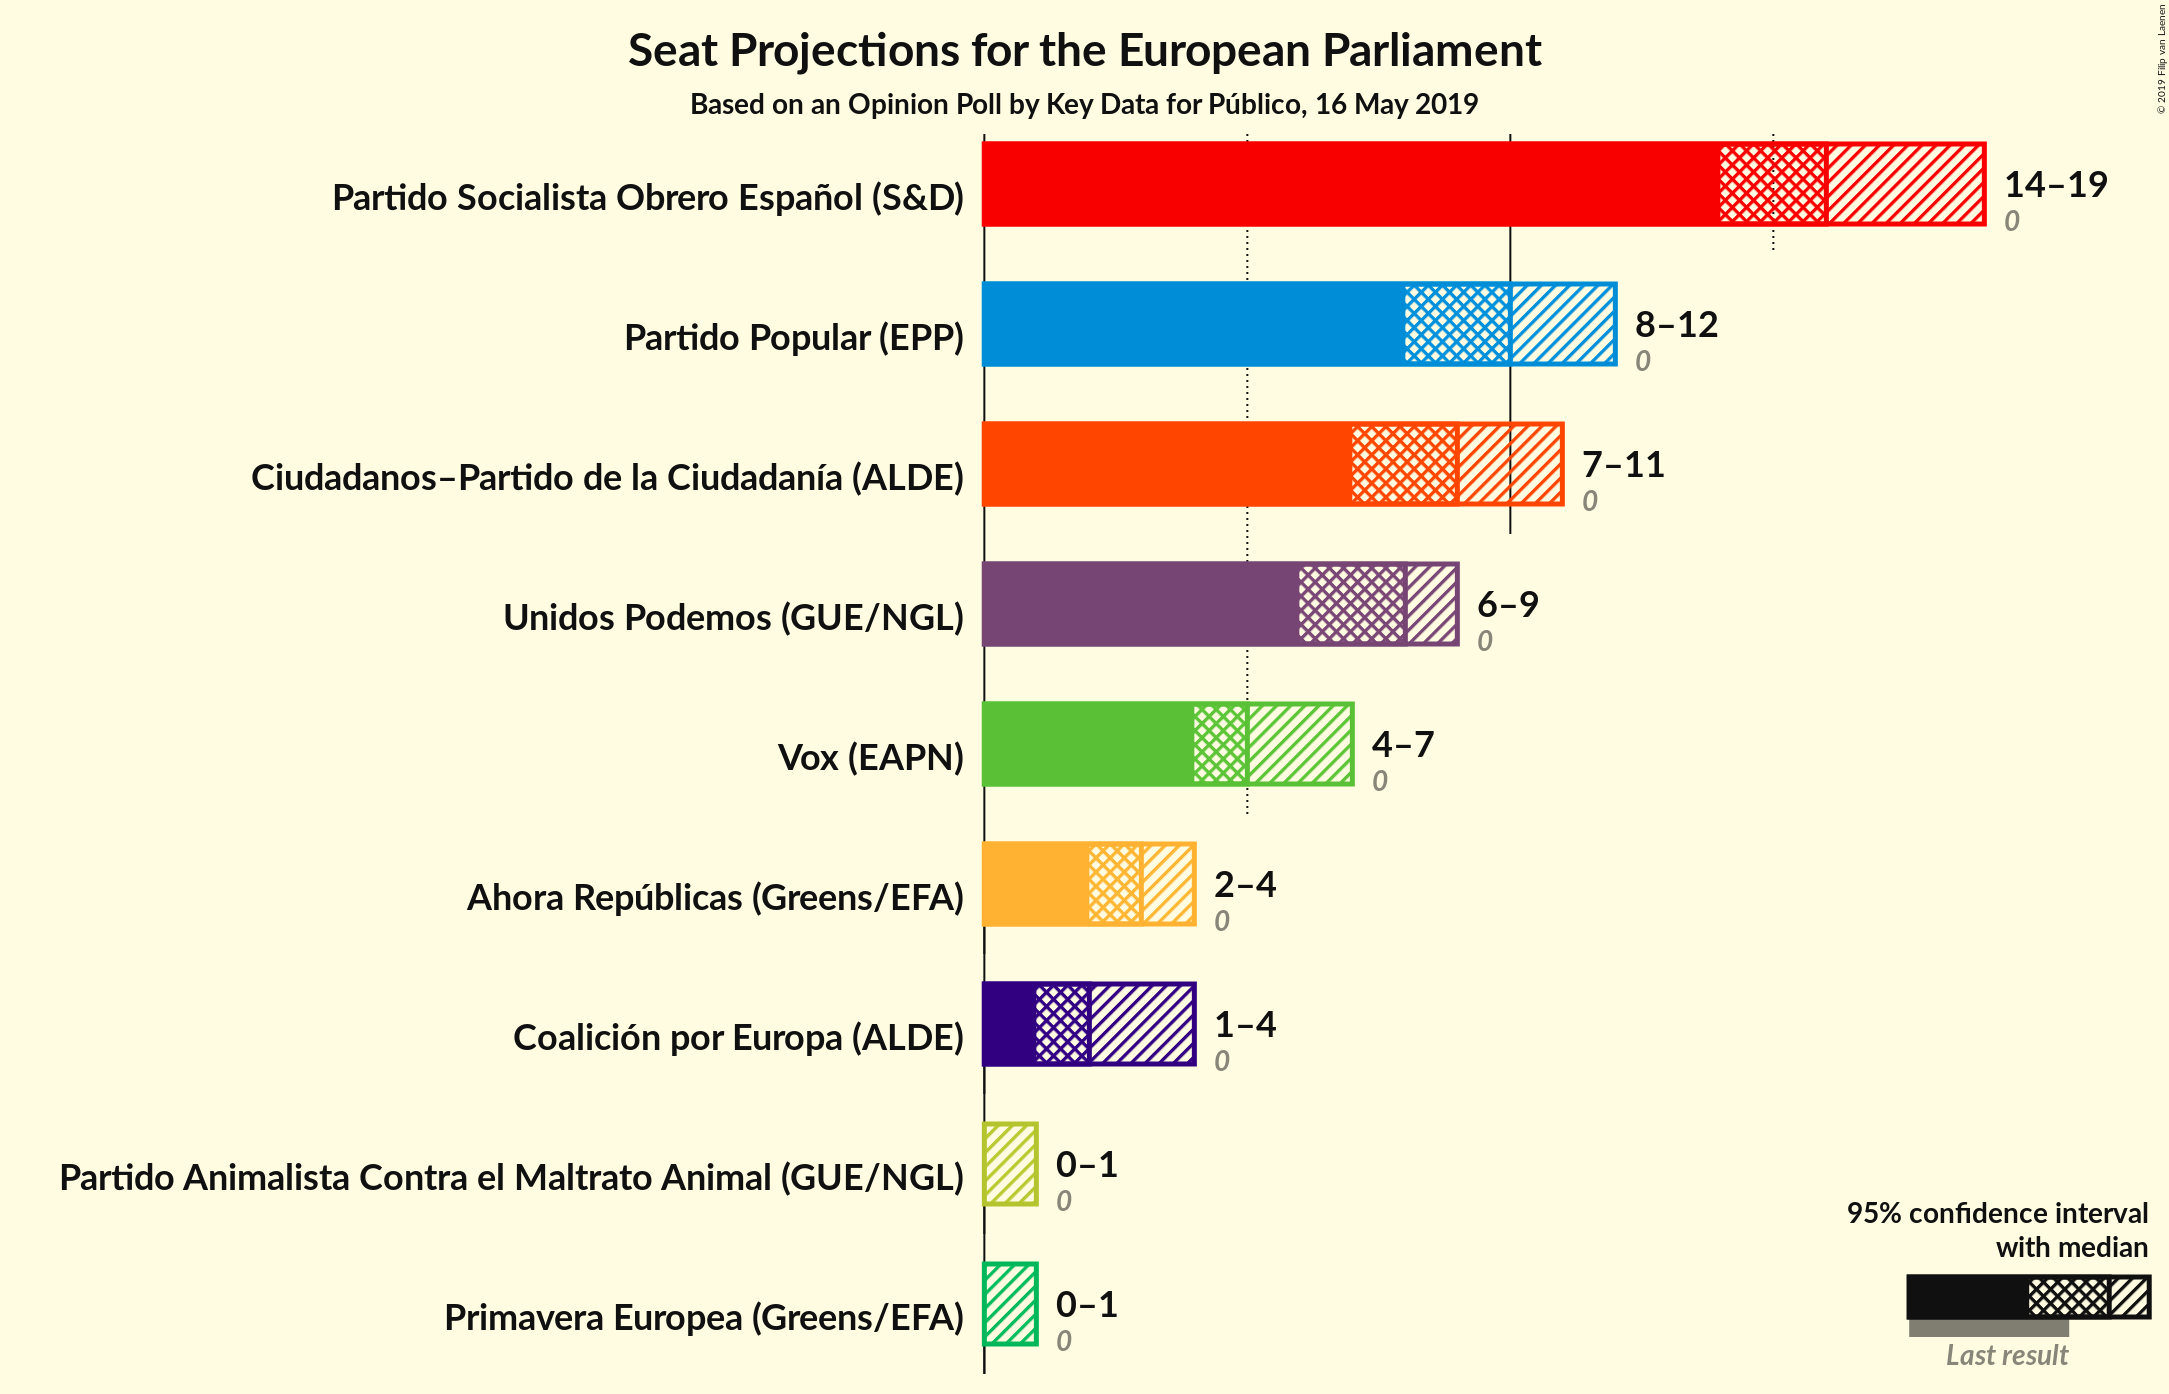 Seat Projections for the European Parliament
Based on an Opinion Poll by Key Data for Público, 16 May 2019
© 2019 Filip van Laenen
Partido Socialista Obrero Español (S&D)
14–19
0
Partido Popular (EPP)
8–12
0
Ciudadanos–Partido de la Ciudadanía (ALDE)
7–11
0
Unidos Podemos (GUE/NGL)
6–9
0
Vox (EAPN)
4–7
0
Ahora Repúblicas (Greens/EFA)
2–4
0
Coalición por Europa (ALDE)
1–4
0
Partido Animalista Contra el Maltrato Animal (GUE/NGL)
0–1
0
Primavera Europea (Greens/EFA)
0–1
0
95% confidence interval
with median
Last result